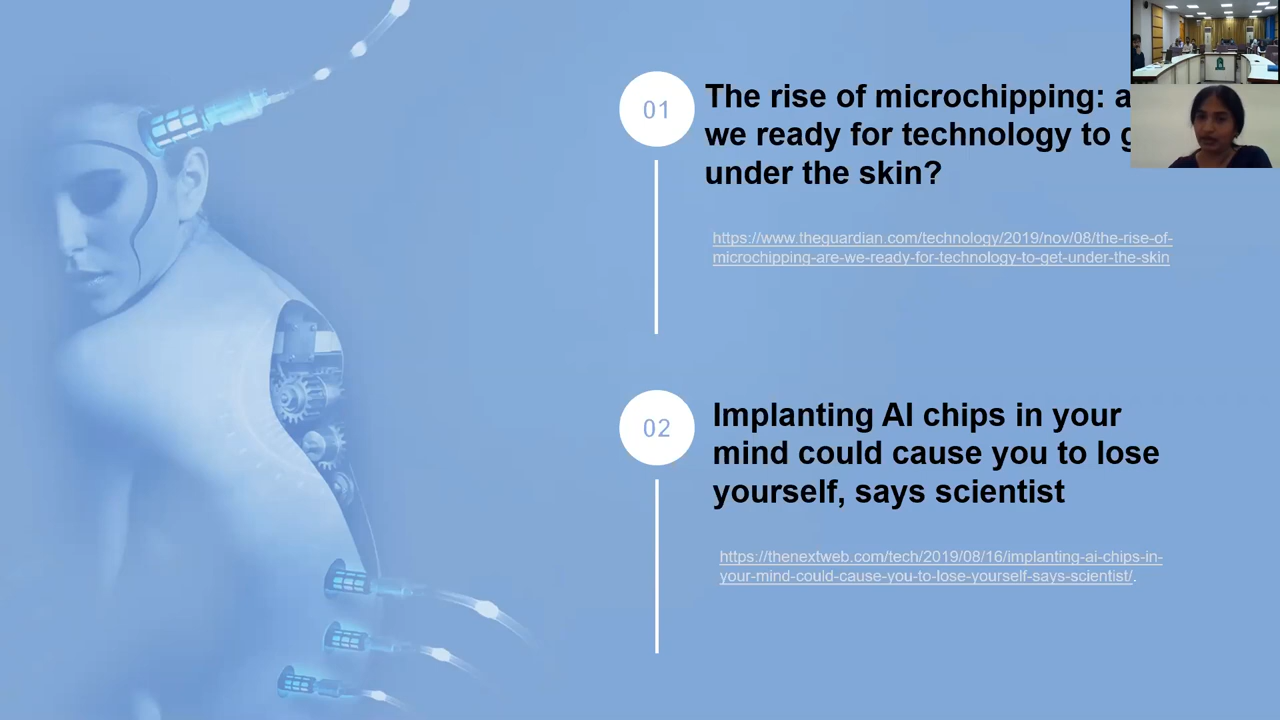 01
The rise of microchipping:
we ready for technology to
under the skin?
https://www.theguardian.com/technology/2019/nov/08/the-rise-of-
microchipping-are-we-ready-for-technology-to-get-under-the-skin
02
Implanting AI chips in your
mind could cause you to lose
yourself, says scientist
https://thenextweb.com/tech/2019/08/16/implanting-ai-chips-in-
your-mind-could-cause-you-to-lose-yourself-says-scientist/.